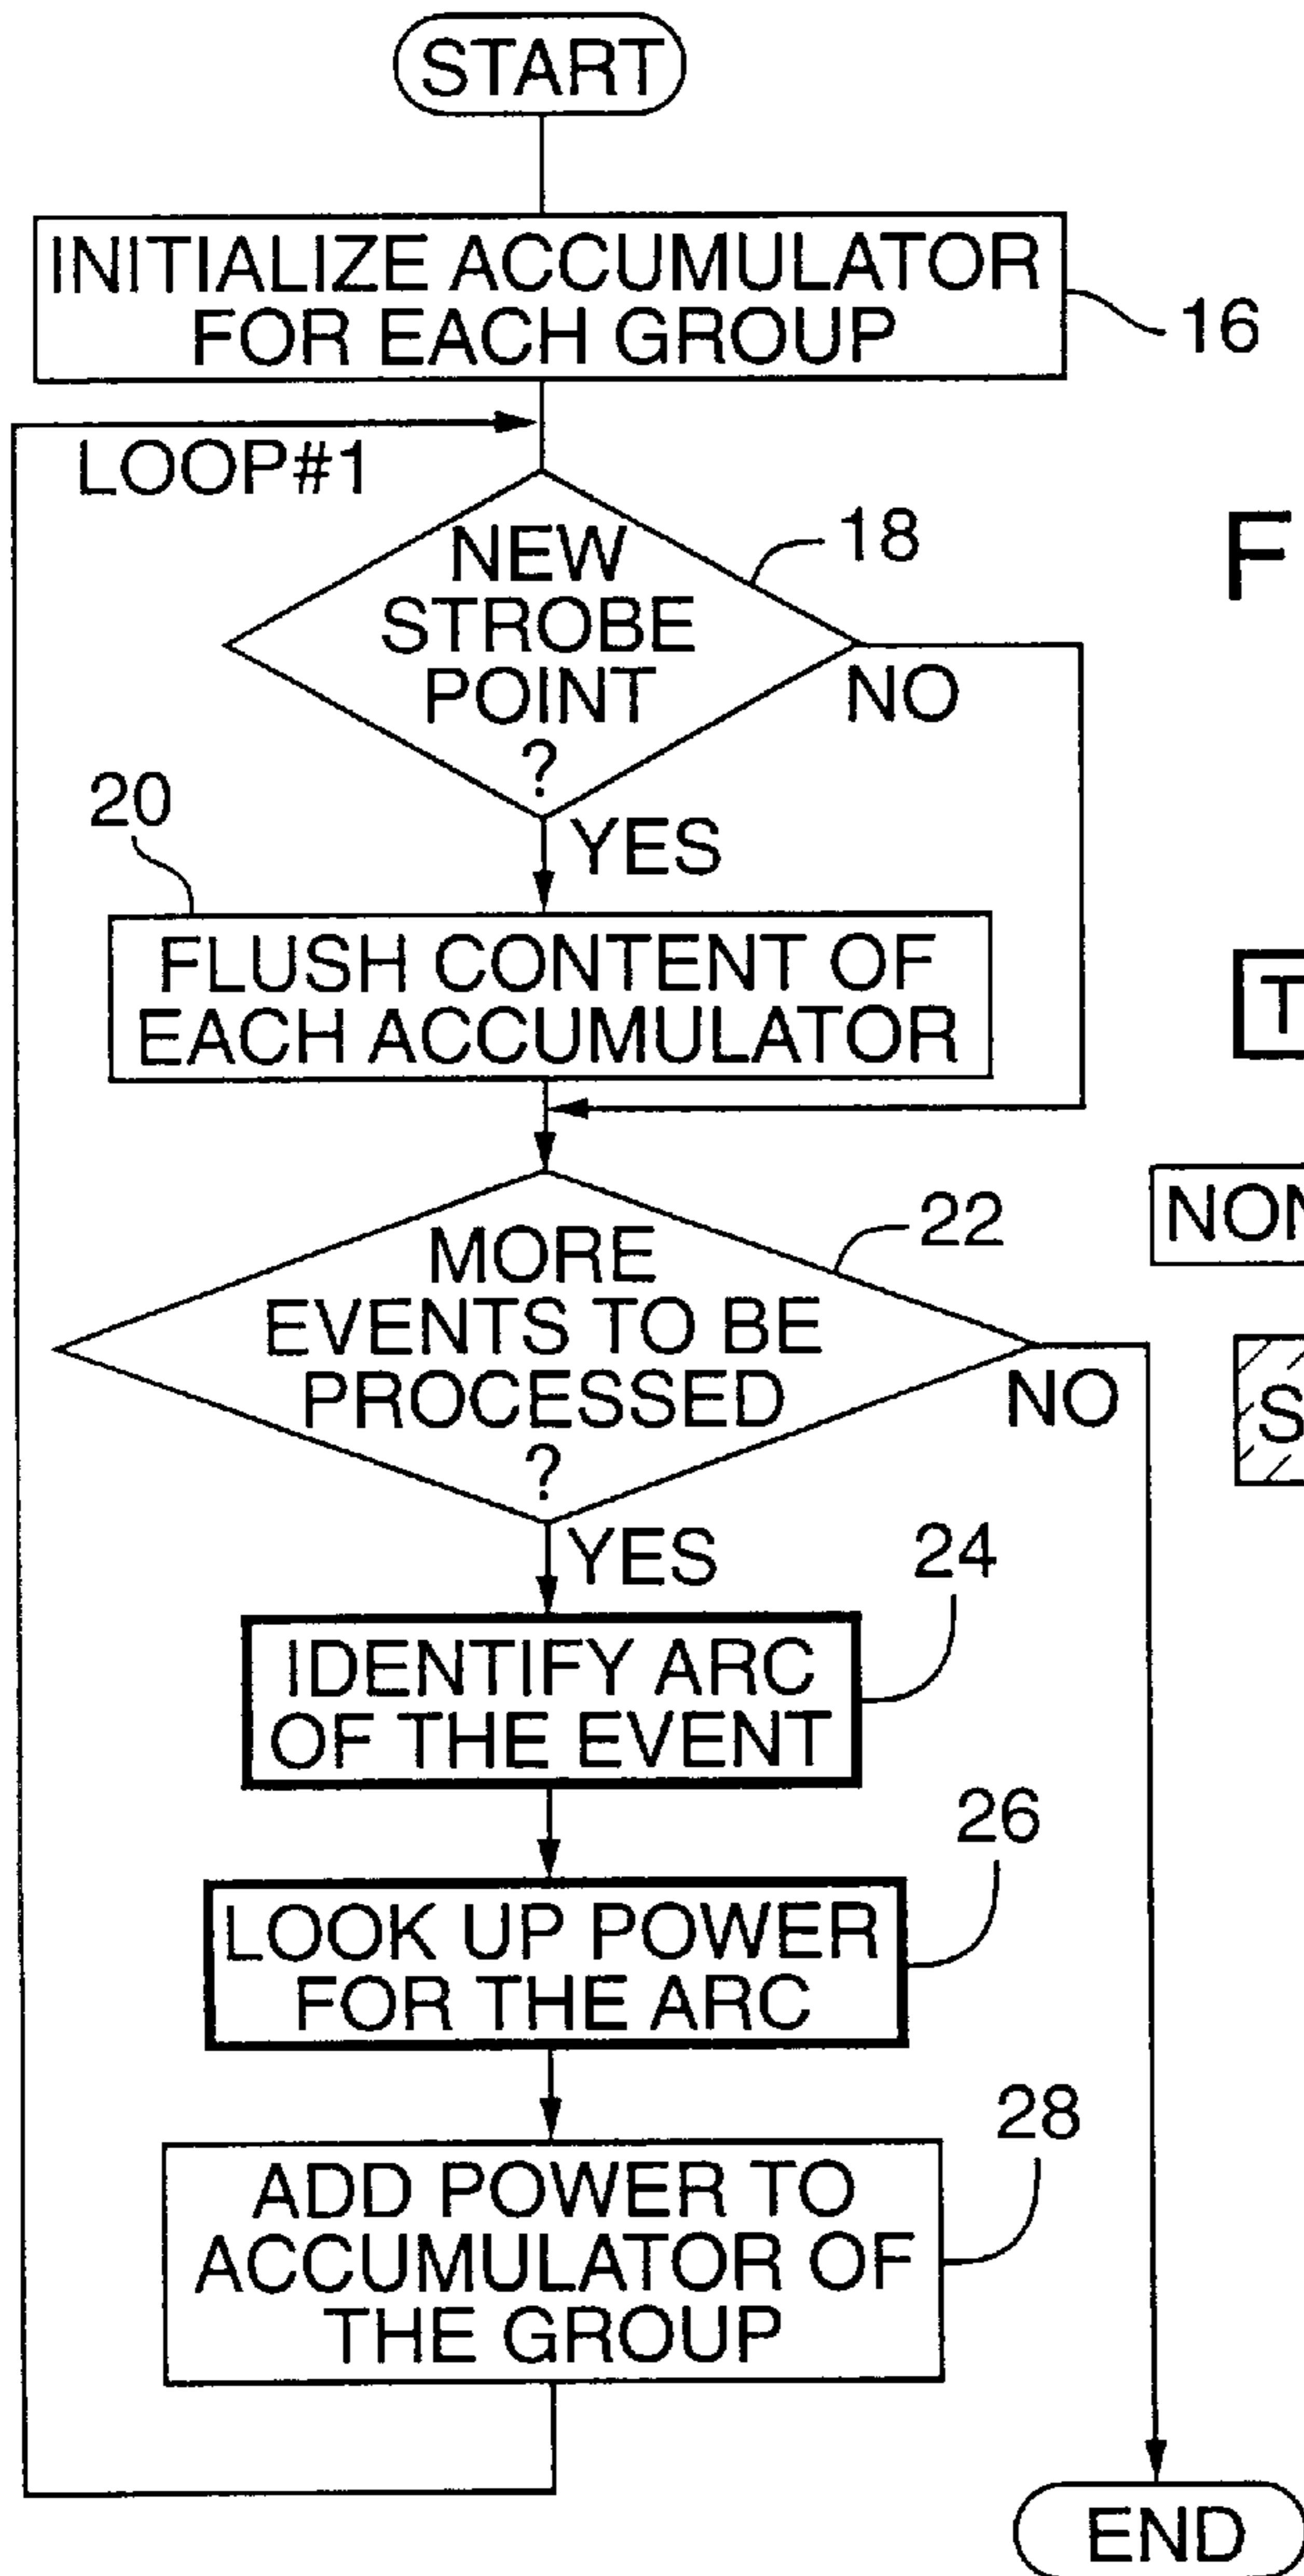 START
INITIALIZE ACCUMULATOR
FOR EACH GROUP
16
LOOP#1
NEW
STROBE
POINT
?
18
NO
F
20
YES
FLUSH CONTENT OF
EACH ACCUMULATOR
T
MORE
EVENTS TO BE
PROCESSED
?
22
NON
NO
S
YES
24
IDENTIFY ARC
OF THE EVENT
26
LOOK UP POWER
FOR THE ARC
28
ADD POWER TO
ACCUMULATOR OF
THE GROUP
END